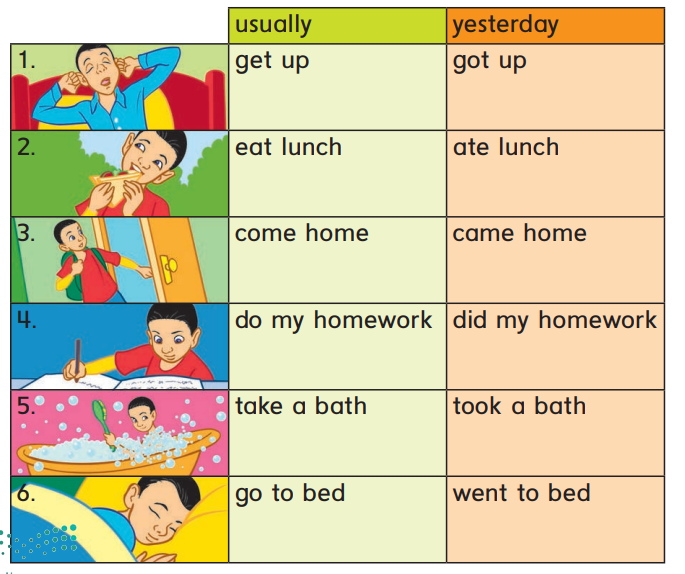 usually yesterday
1. get up got up
2. eat lunch ate lunch
3. come home came home
4. do my homework did my homework
5. take a bath took a bath
6. go to bed went to bed